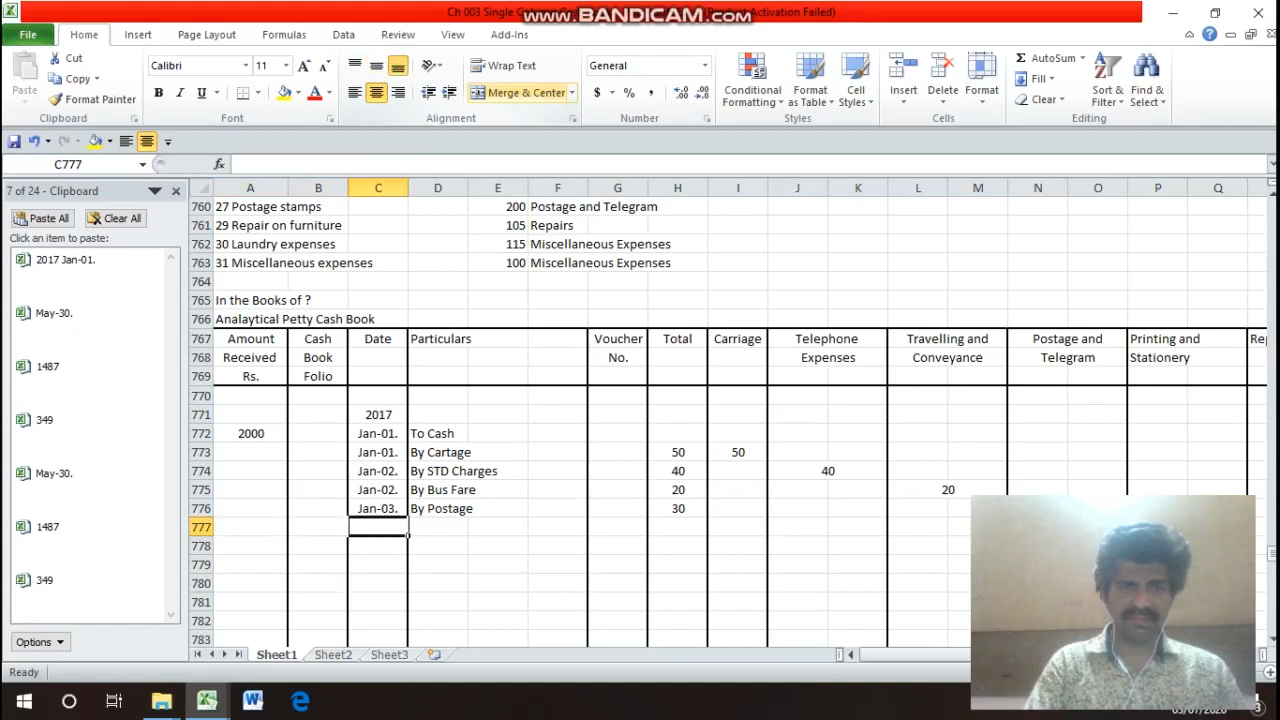 Ch 003 Single
www.BANDICAM.com
Activation Failed)
File Home Insert Page Layout Formulas Data Review View Add-Ins
Paste
Cut
Copy
Format Painter
Clipboard
Calibri 11
B I U A
Font
Wrap Text
Merge & Center
Alignment
General
$ % ,
Number
Conditional Formatting
Format as Table
Cell Styles
Styles
Insert Delete Format
Cells
Σ AutoSum
Fill
Clear
Sort & Filter
Find & Select
Editing
C777 fx
7 of 24 - Clipboard
Paste All Clear All
Click an item to paste:
2017 Jan-01.
May-30.
1487
349
May-30.
1487
349
Options
A B C D E F G H I J K L M N O P Q
760 27 Postage stamps 200 Postage and Telegram
761 29 Repair on furniture 105 Repairs
762 30 Laundry expenses 115 Miscellaneous Expenses
763 31 Miscellaneous expenses 100 Miscellaneous Expenses
764
765 In the Books of ?
766 Analaytical Petty Cash Book
767 Amount Cash Date Particulars Voucher Total Carriage Telephone Travelling and Postage and Printing and Rep
768 Received Book No. Expenses Conveyance Telegram Stationery
769 Rs. Folio
770
771 2017
772 2000 Jan-01. To Cash
773 Jan-01. By Cartage 50 50
774 Jan-02. By STD Charges 40 40
775 Jan-02. By Bus Fare 20 20
776 Jan-03. By Postage 30
777
778
779
780
781
782
783
Sheet1 Sheet2 Sheet3
Ready